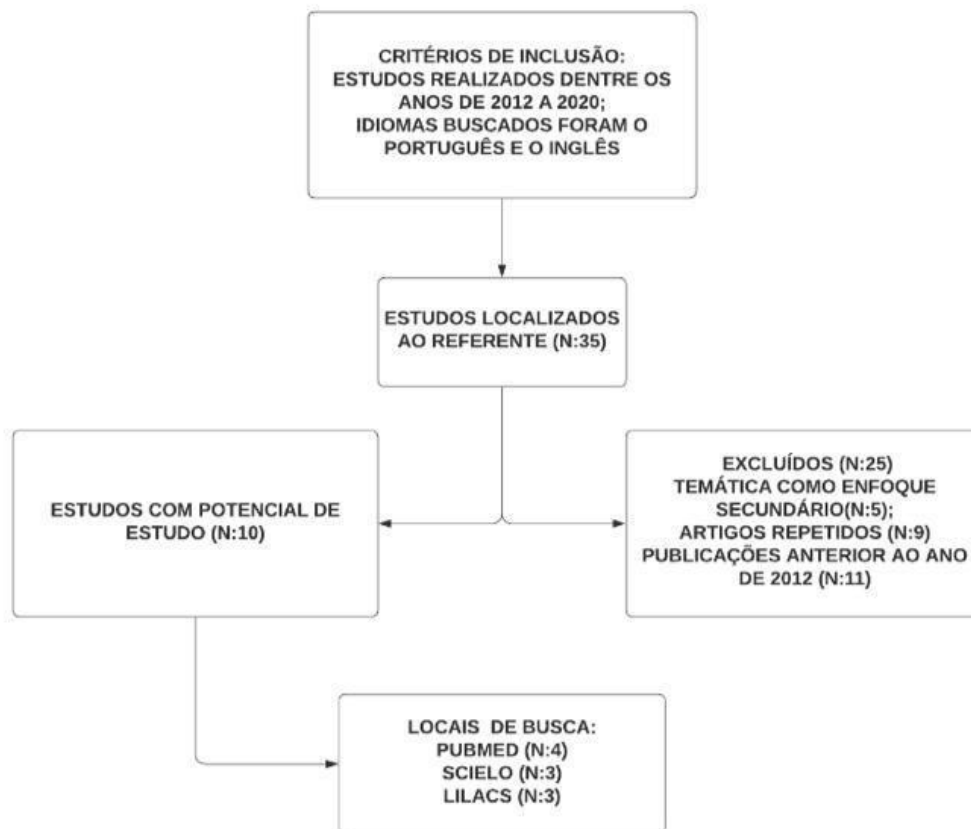 CRITÉRIOS DE INCLUSÃO:
ESTUDOS REALIZADOS DENTRE OS
ANOS DE 2012 A 2020;
IDIOMAS BUSCADOS FORAM O
PORTUGUÊS E O INGLÊS
ESTUDOS LOCALIZADOS
AO REFERENTE (N:35)
ESTUDOS COM POTENCIAL DE
ESTUDO (N:10)
EXCLUÍDOS (N:25)
TEMÁTICA COMO ENFOQUE
SECUNDÁRIO(N:5);
ARTIGOS REPETIDOS (N:9)
PUBLICAÇÕES ANTERIOR AO ANO
DE 2012 (N:11)
LOCAIS DE BUSCA:
PUBMED (N:4)
SCIELO (N:3)
LILACS (N:3)